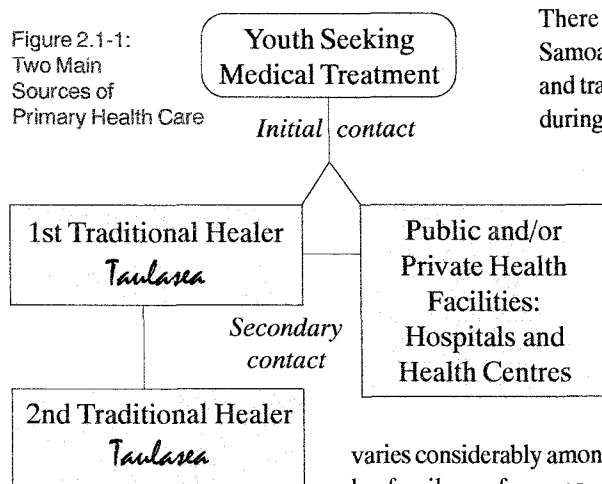 Figure 2.1-1:
Two Main
Sources of
Primary Health Care
Youth Seeking
Medical Treatment
There
Samoa
and tra
during
Initial contact
1st Traditional Healer
Taulasea
Public and/or
Private Health
Facilities:
Hospitals and
Health Centres
Secondary
contact
2nd Traditional Healer
Taulasea
varies considerably amon